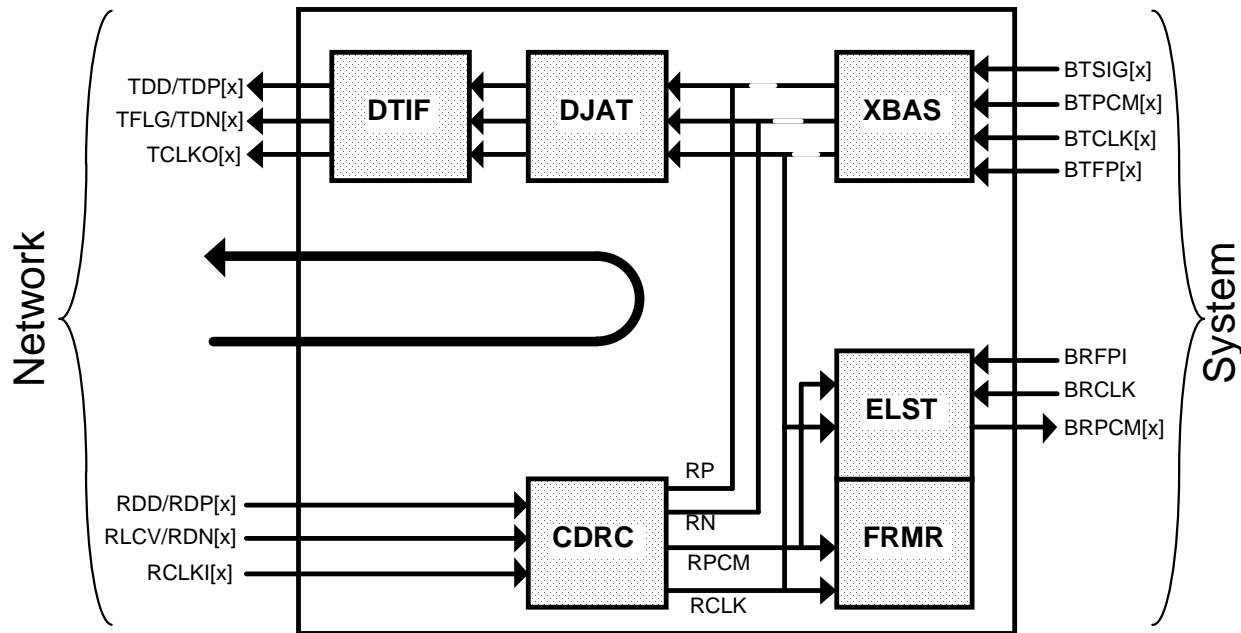 TDD/TDP[x]
TFLG/TDN[x]
TCLKO[x]
DTIF
DJAT
XBAS
BTSIG[x]
BTPCM[x]
BTCLK[x]
BTFP[x]
Network
System
BRFPI
BRCLK
BRPCM[x]
ELST
FRMR
RP
RN
RPCM
RCLK
CDRC
RDD/RDP[x]
RLCV/RDN[x]
RCLKI[x]